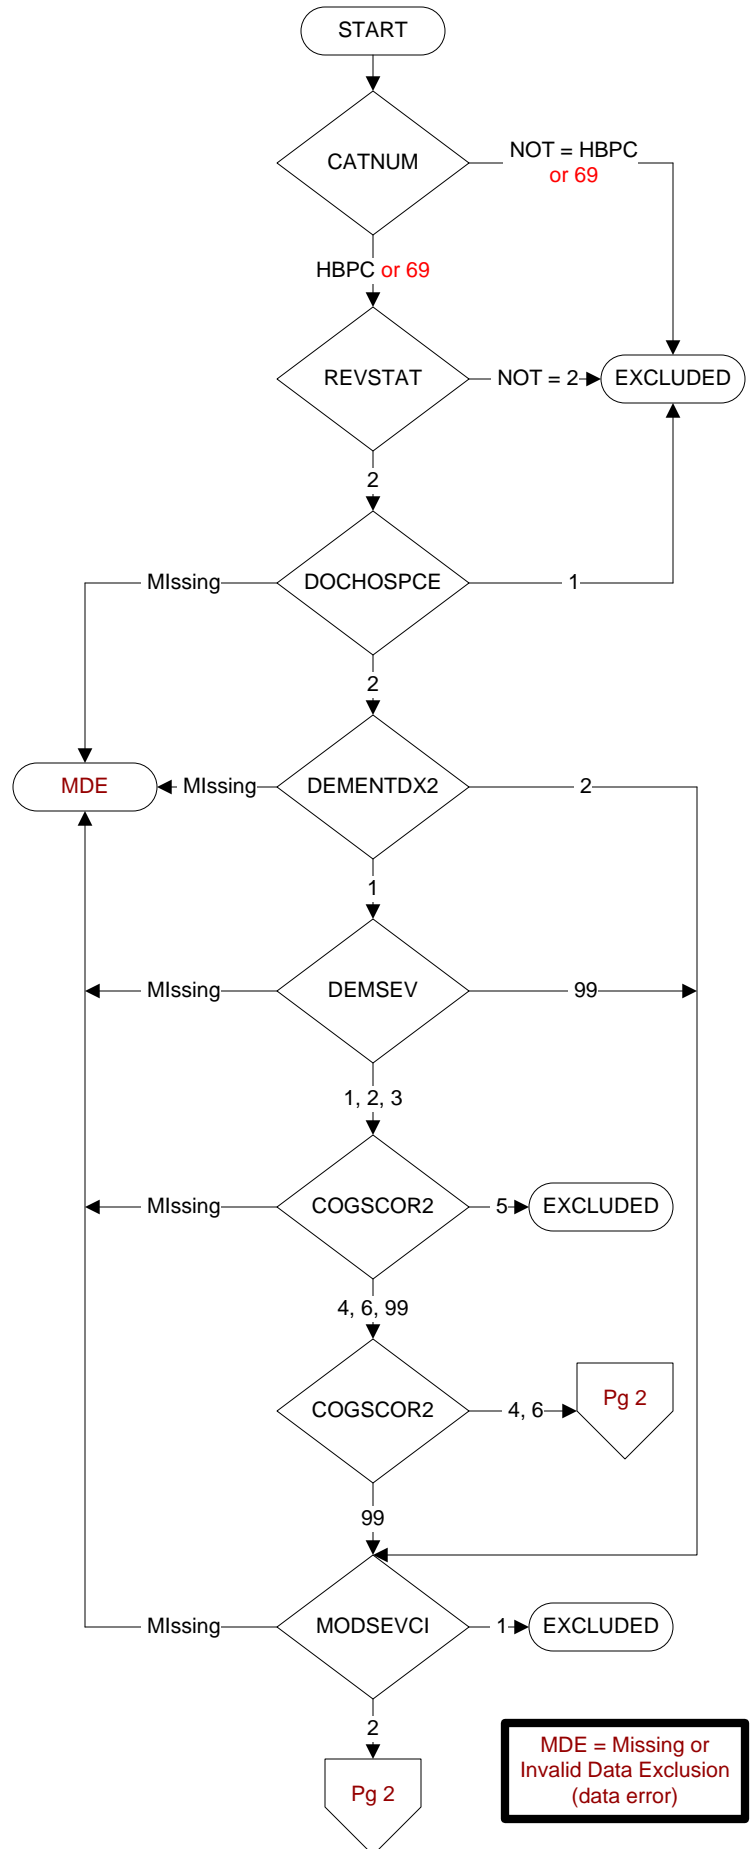 START
CATNUM
NOT = HBPC
or 69
HBPC or 69
REVSTAT
NOT = 2
EXCLUDED
2
MIssing
DOCHOSPCE
1
2
MDE
MIssing
DEMENTDX2
2
1
MIssing
DEMSEV
99
1, 2, 3
MIssing
COGSCOR2
5
EXCLUDED
4, 6, 99
COGSCOR2
4, 6
Pg 2
99
MIssing
MODSEVCI
1
EXCLUDED
2
Pg 2
MDE = Missing or
Invalid Data Exclusion
(data error)